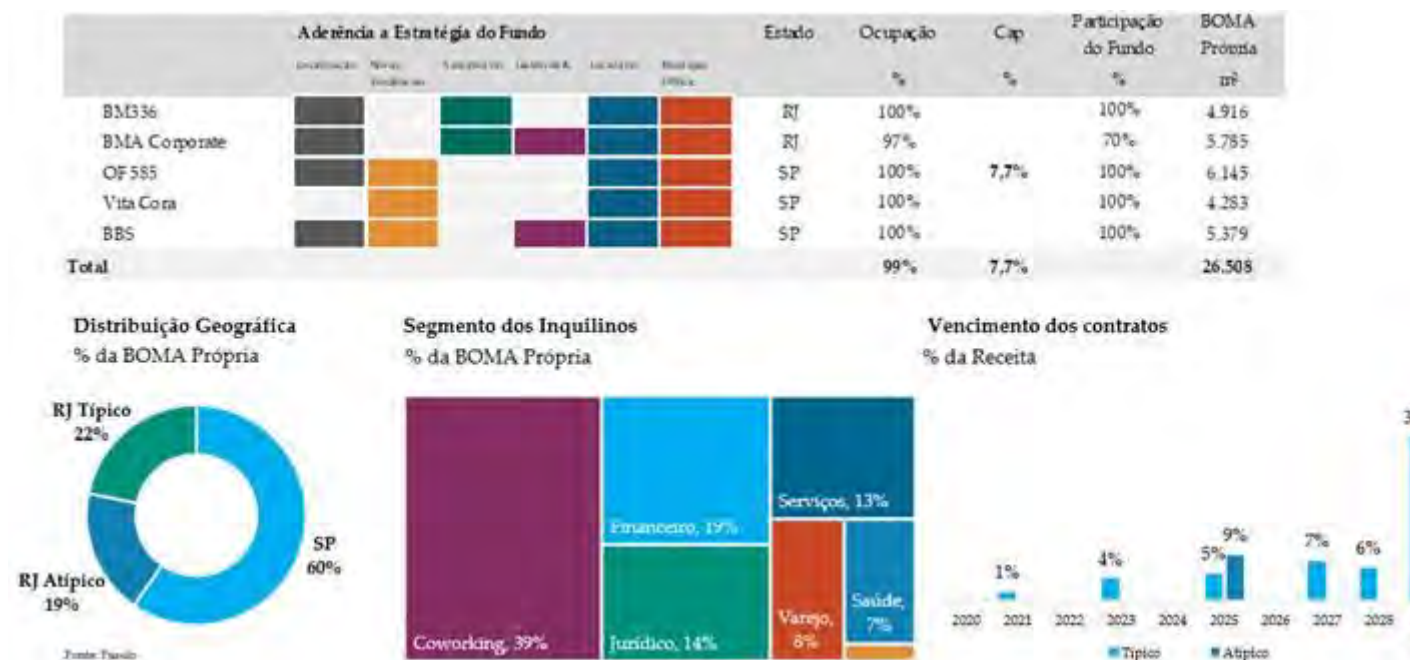 Aderência a Estratégia do Fundo Estado Ocupação Cap Participação do Fundo BOMA Própria
% % % m²
BM336 RJ 100% 100% 4.916
BMA Corporate RJ 97% 70% 5.785
OF585 SP 100% 7,7% 100% 6.145
Vita Cora SP 100% 100% 4.283
BBS SP 100% 100% 5.379
Total 99% 7,7% 26.508
Distribuição Geográfica
% da BOMA Própria
RJ Típico
22%
SP
60%
RJ Atípico
19%
Segmento dos Inquilinos
% da BOMA Própria
Coworking, 39%
Financeiro, 19%
Jurídico, 14%
Serviços, 13%
Varejo, 8%
Saúde, 7%
Vencimento dos contratos
% da Receita
1% 4% 5% 9% 7% 6% 3
2020 2021 2022 2023 2024 2025 2026 2027 2028
Típico Atípico